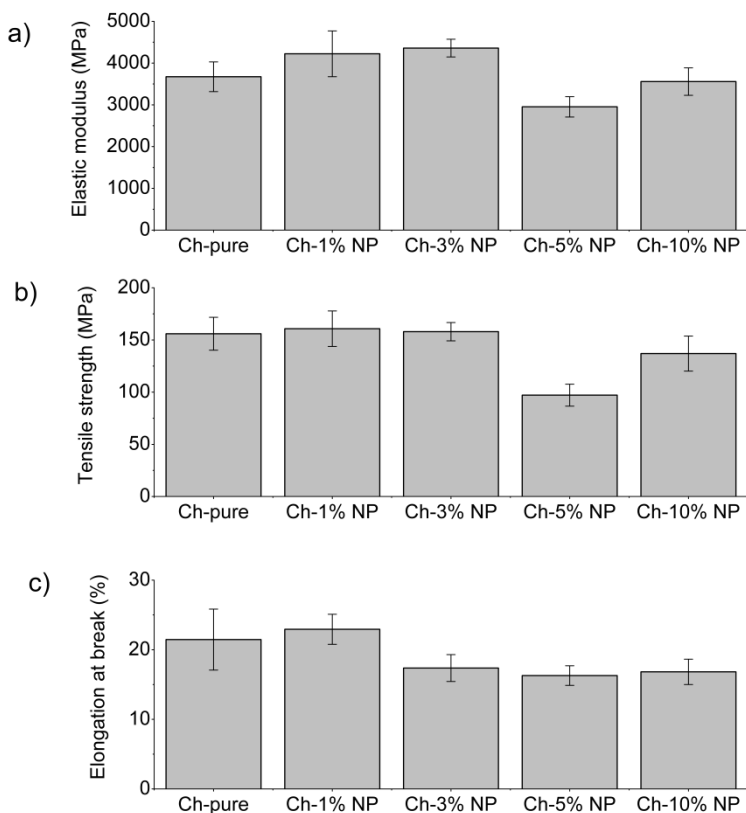 a)
Elastic modulus (MPa)
5000
4000
3000
2000
1000
0
Ch-pure Ch-1% NP Ch-3% NP Ch-5% NP Ch-10% NP
b)
Tensile strength (MPa)
200
150
100
50
0
Ch-pure Ch-1% NP Ch-3% NP Ch-5% NP Ch-10% NP
c)
Elongation at break (%)
30
20
10
0
Ch-pure Ch-1% NP Ch-3% NP Ch-5% NP Ch-10% NP